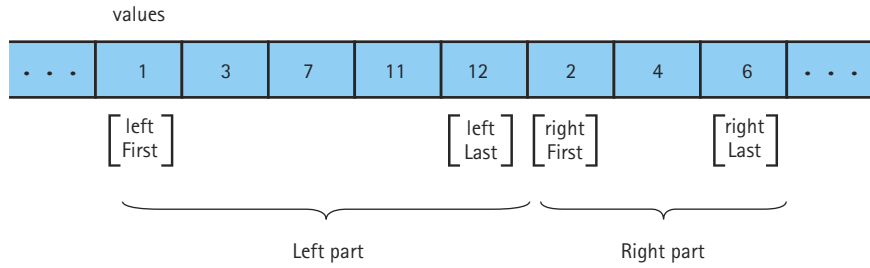 values
. . . 1 3 7 11 12 2 4 6 . . .
[left First] [left Last] [right First] [right Last]
Left part Right part